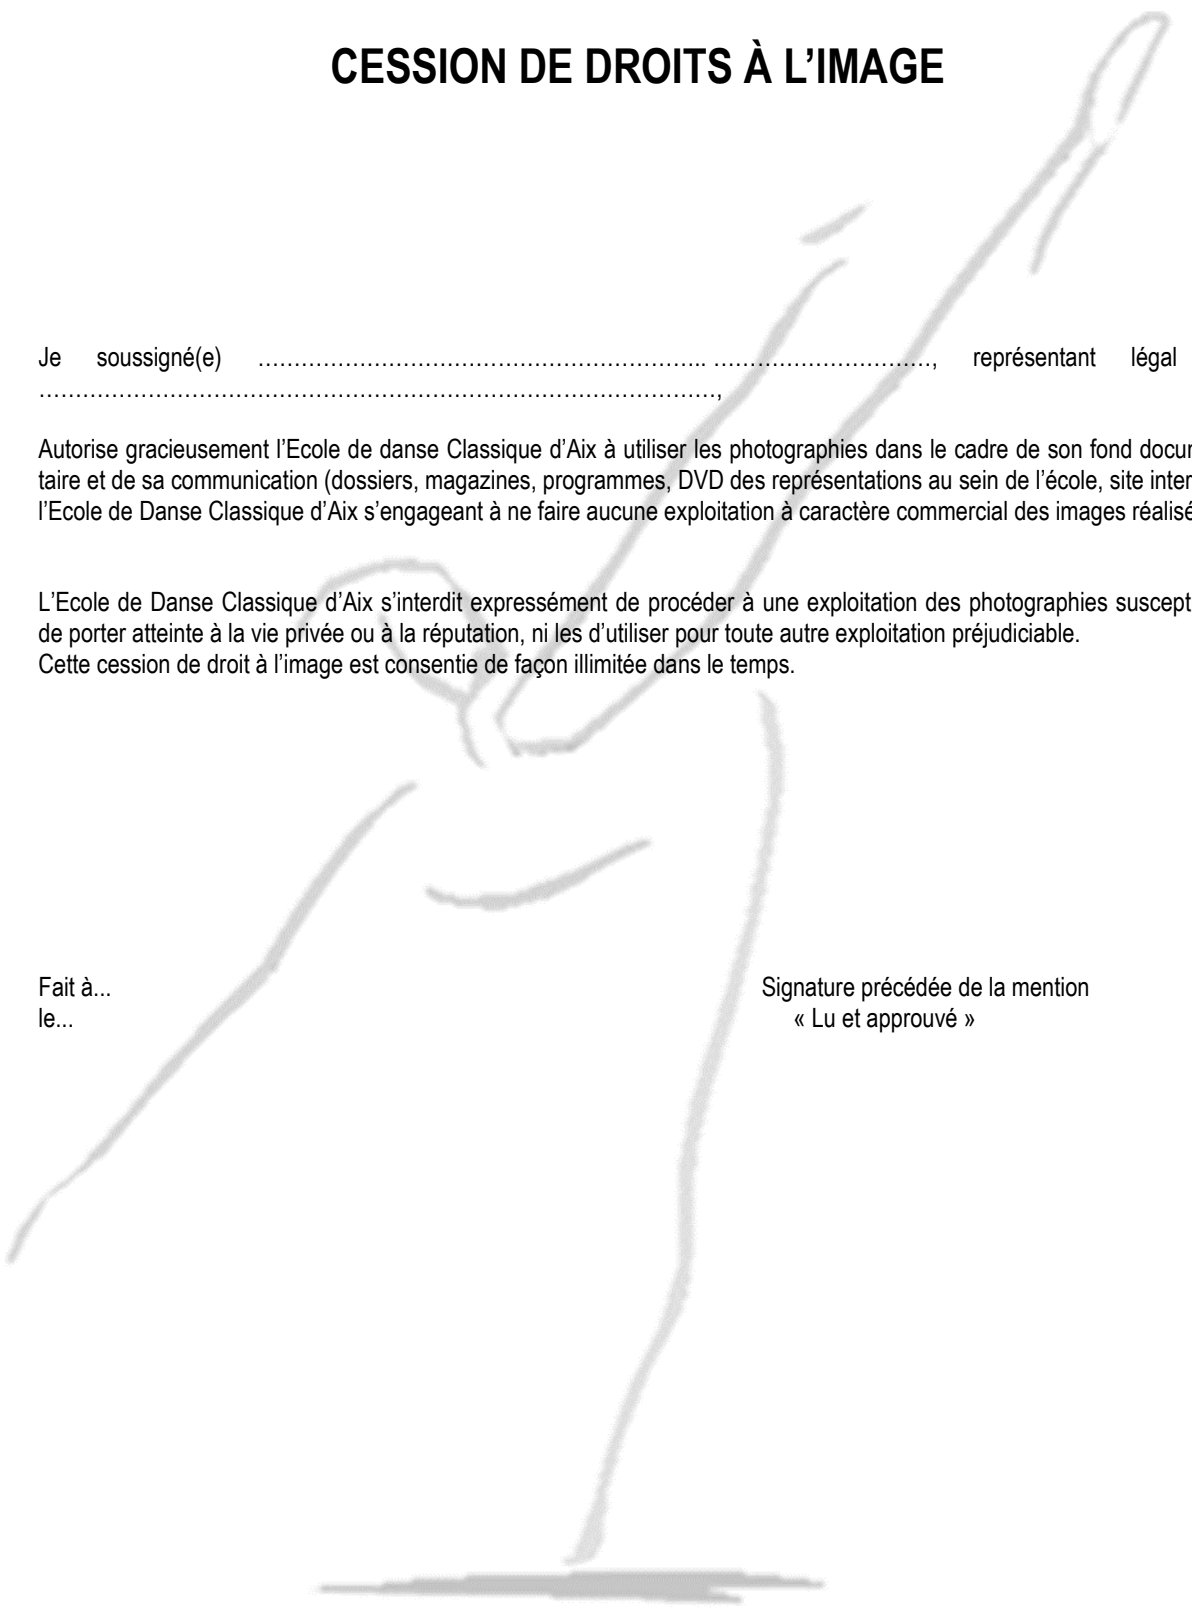 CESSION DE DROITS À L’IMAGE
Je soussigné(e) …………………………………………………….. …………………………, représentant légal
…………………………………………………………………………………,
Autorise gracieusement l’Ecole de danse Classique d’Aix à utiliser les photographies dans le cadre de son fond docu
taire et de sa communication (dossiers, magazines, programmes, DVD des représentations au sein de l’école, site inter
l’Ecole de Danse Classique d’Aix s’engageant à ne faire aucune exploitation à caractère commercial des images réalisé
L’Ecole de Danse Classique d’Aix s’interdit expressément de procéder à une exploitation des photographies suscept
de porter atteinte à la vie privée ou à la réputation, ni les d’utiliser pour toute autre exploitation préjudiciable.
Cette cession de droit à l’image est consentie de façon illimitée dans le temps.
Fait à... Signature précédée de la mention
le... « Lu et approuvé »